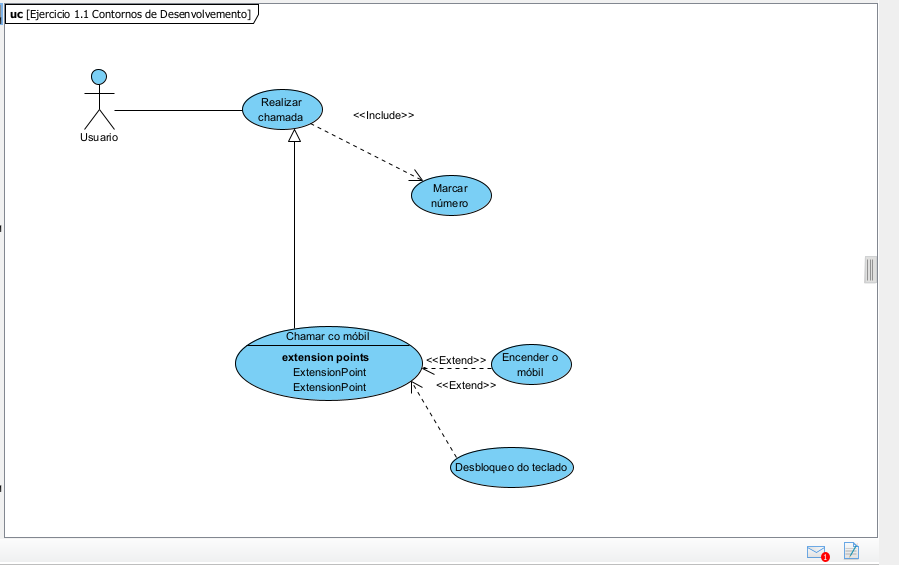 uc [Ejercicio 1.1 Contornos de Desenvolvemento]
Realizar
chamada
<<Include>>
Usuario
Marcar
número
Chamar co móbil
extension points
ExtensionPoint
ExtensionPoint
<<Extend>>
Encender o
móbil
<<Extend>>
Desbloqueo do teclado
1